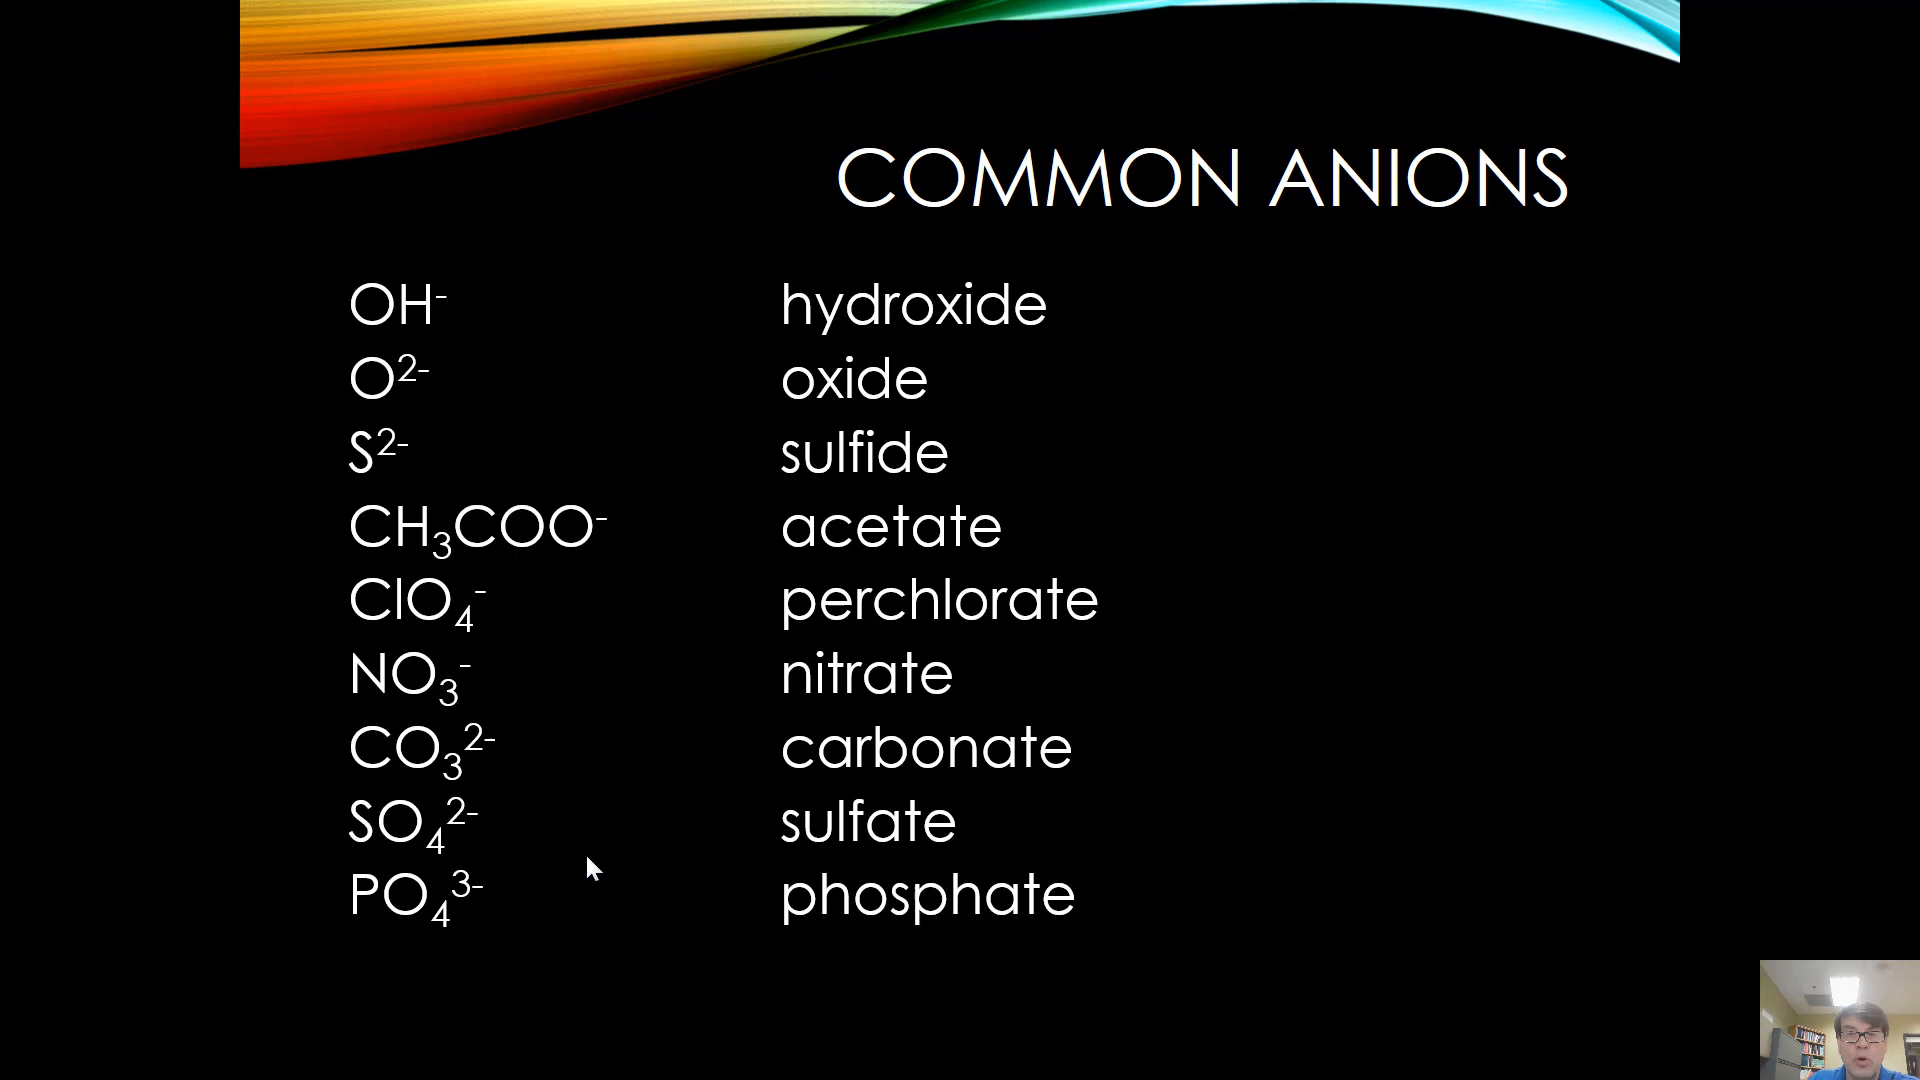 COMMON ANIONS
OH⁻ hydroxide
O²⁻ oxide
S²⁻ sulfide
CH₃COO⁻ acetate
ClO₄⁻ perchlorate
NO₃⁻ nitrate
CO₃²⁻ carbonate
SO₄²⁻ sulfate
PO₄³⁻ phosphate